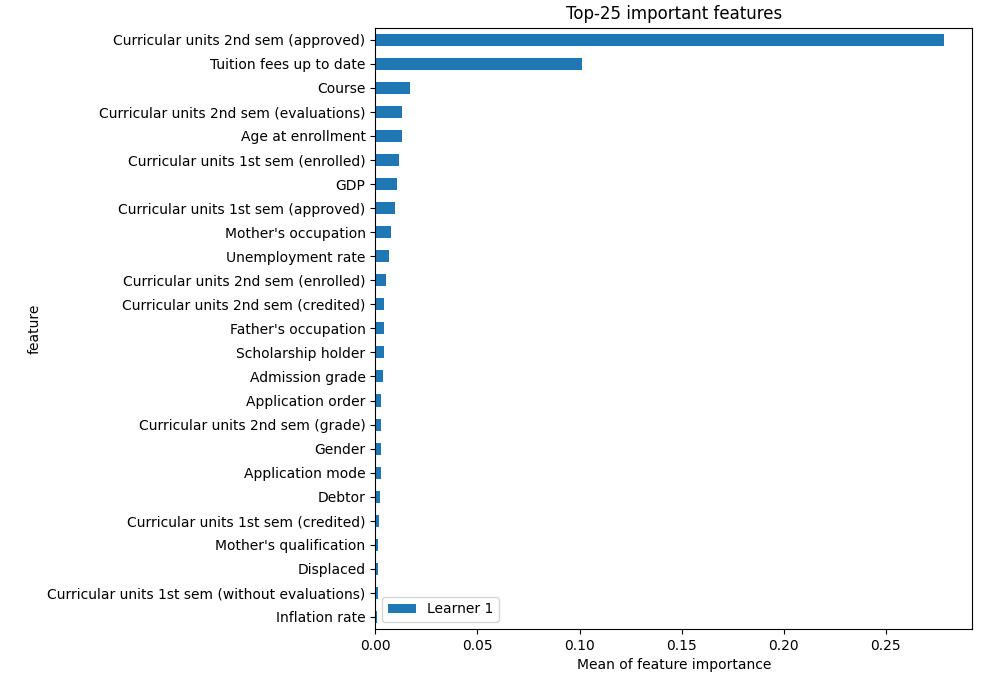 Top-25 important features
Curricular units 2nd sem (approved)
Tuition fees up to date
Course
Curricular units 2nd sem (evaluations)
Age at enrollment
Curricular units 1st sem (enrolled)
GDP
Curricular units 1st sem (approved)
Mother's occupation
Unemployment rate
Curricular units 2nd sem (enrolled)
Curricular units 2nd sem (credited)
Father's occupation
Scholarship holder
Admission grade
Application order
Curricular units 2nd sem (grade)
Gender
Application mode
Debtor
Curricular units 1st sem (credited)
Mother's qualification
Displaced
Curricular units 1st sem (without evaluations)
Inflation rate
feature
Learner 1
0.00 0.05 0.10 0.15 0.20 0.25
Mean of feature importance